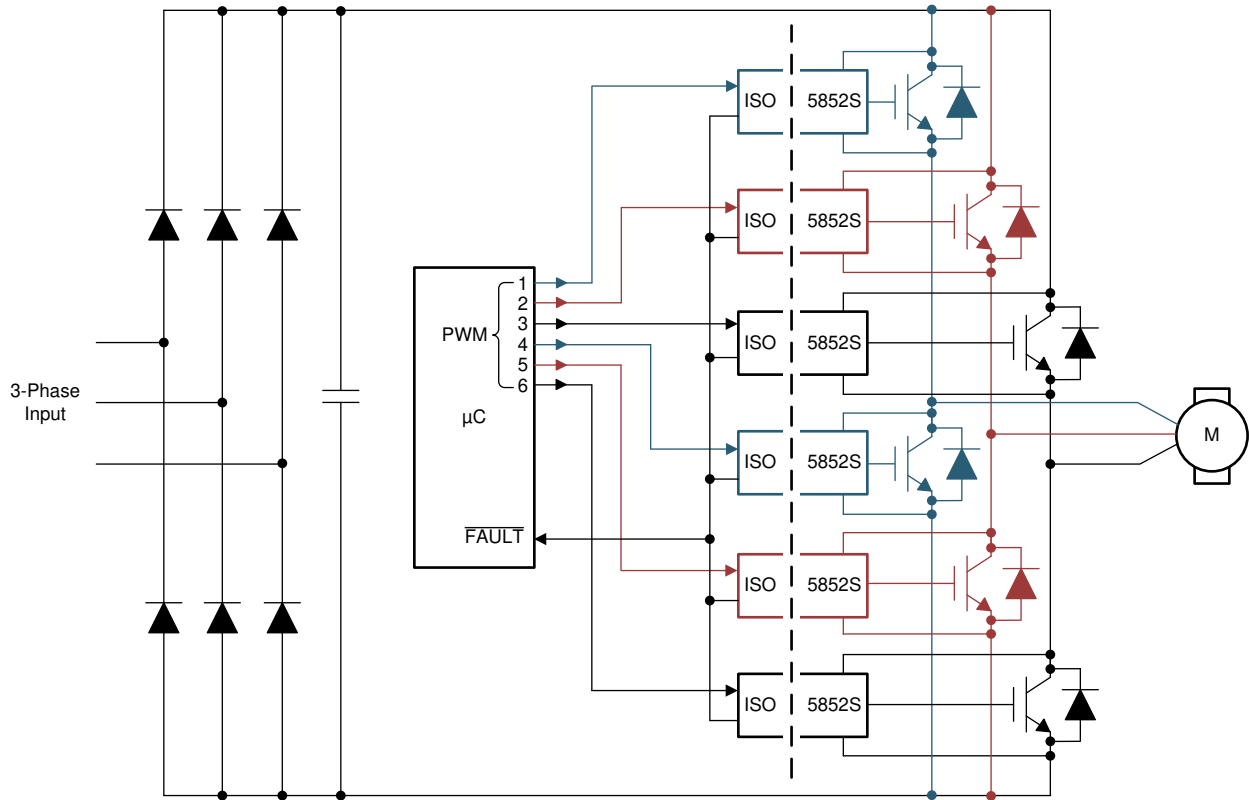 3-Phase
Input
PWM
1
2
3
4
5
6
µC
FAULT
ISO 5852S
ISO 5852S
ISO 5852S
ISO 5852S
ISO 5852S
ISO 5852S
M